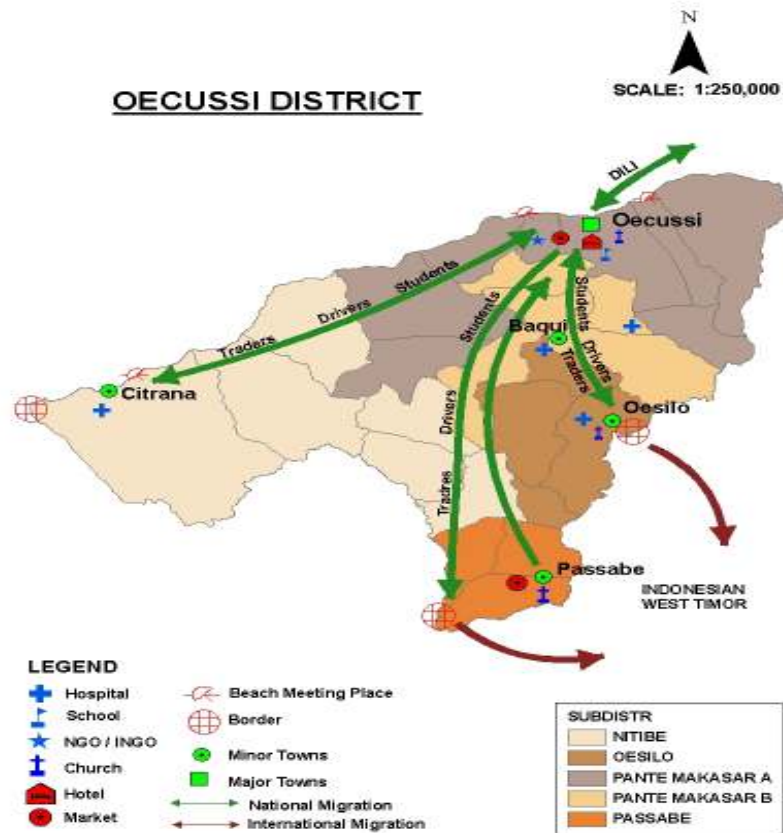 N
SCALE: 1:250,000
OECUSSI DISTRICT
DILI
Oecussi
Students
Drivers
Traders
Students
Drivers
Tradres
Students
Drivers
Traders
Baqui
Citrana
Oesilo
Passabe
INDONESIAN
WEST TIMOR
LEGEND
Hospital
School
NGO / INGO
Church
Hotel
Market
Beach Meeting Place
Border
Minor Towns
Major Towns
National Migration
International Migration
SUBDISTR
NITIBE
OESILO
PANTE MAKASAR A
PANTE MAKASAR B
PASSABE